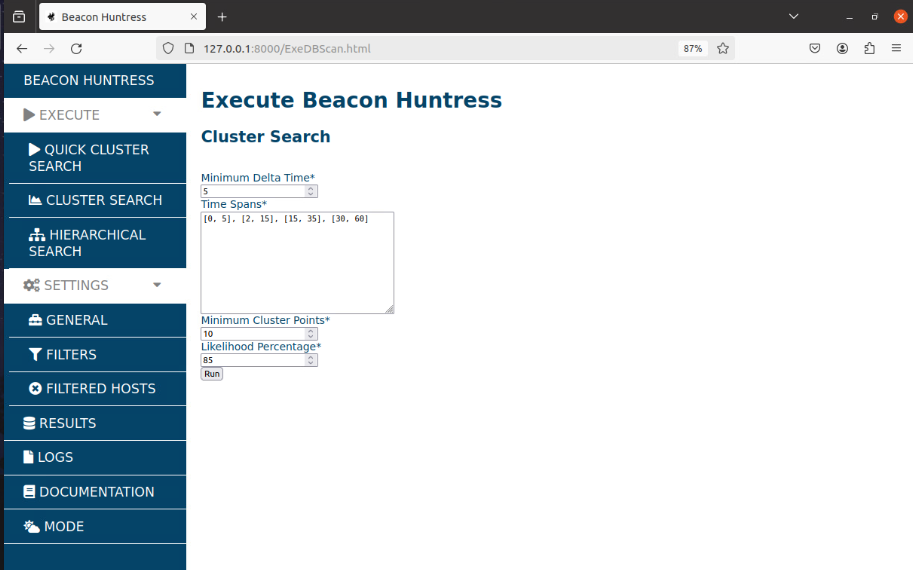 Beacon Huntress
127.0.0.1:8000/ExeDBScan.html
87%
BEACON HUNTRESS
EXECUTE
QUICK CLUSTER
SEARCH
CLUSTER SEARCH
HIERARCHICAL
SEARCH
SETTINGS
GENERAL
FILTERS
FILTERED HOSTS
RESULTS
LOGS
DOCUMENTATION
MODE
Execute Beacon Huntress
Cluster Search
Minimum Delta Time*
5
Time Spans*
[0, 5], [2, 15], [15, 35], [30, 60]
Minimum Cluster Points*
10
Likelihood Percentage*
85
Run